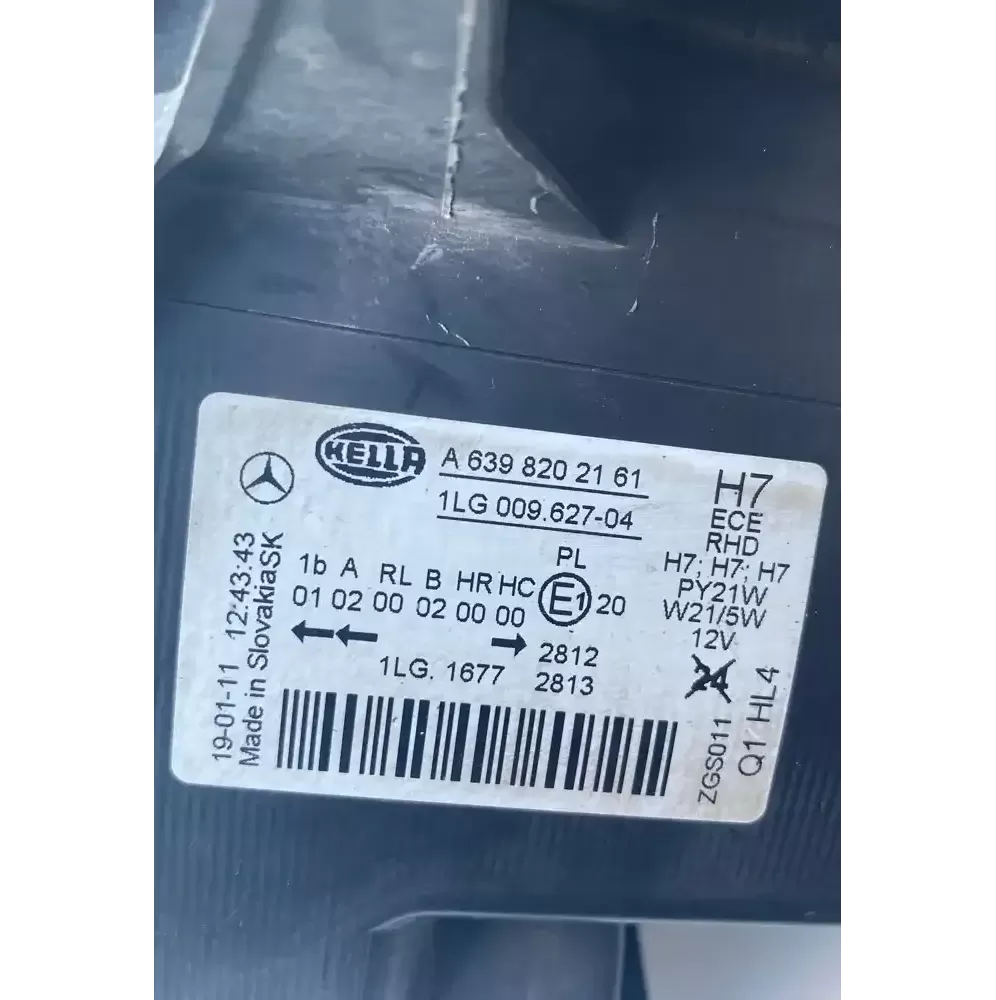 HELLA
A 639 820 21 61
1LG 009.627-04
H7
ECE
RHD
H7; H7; H7
PY21W
W21/5W
12V
24
PL
1b A RL B HR HC
01 02 00 02 00 00
E1 20
2812
1LG. 1677
2813
19-01-11 12:43:43
Made in SlovakiaSK
ZGS011
Q1 HL4